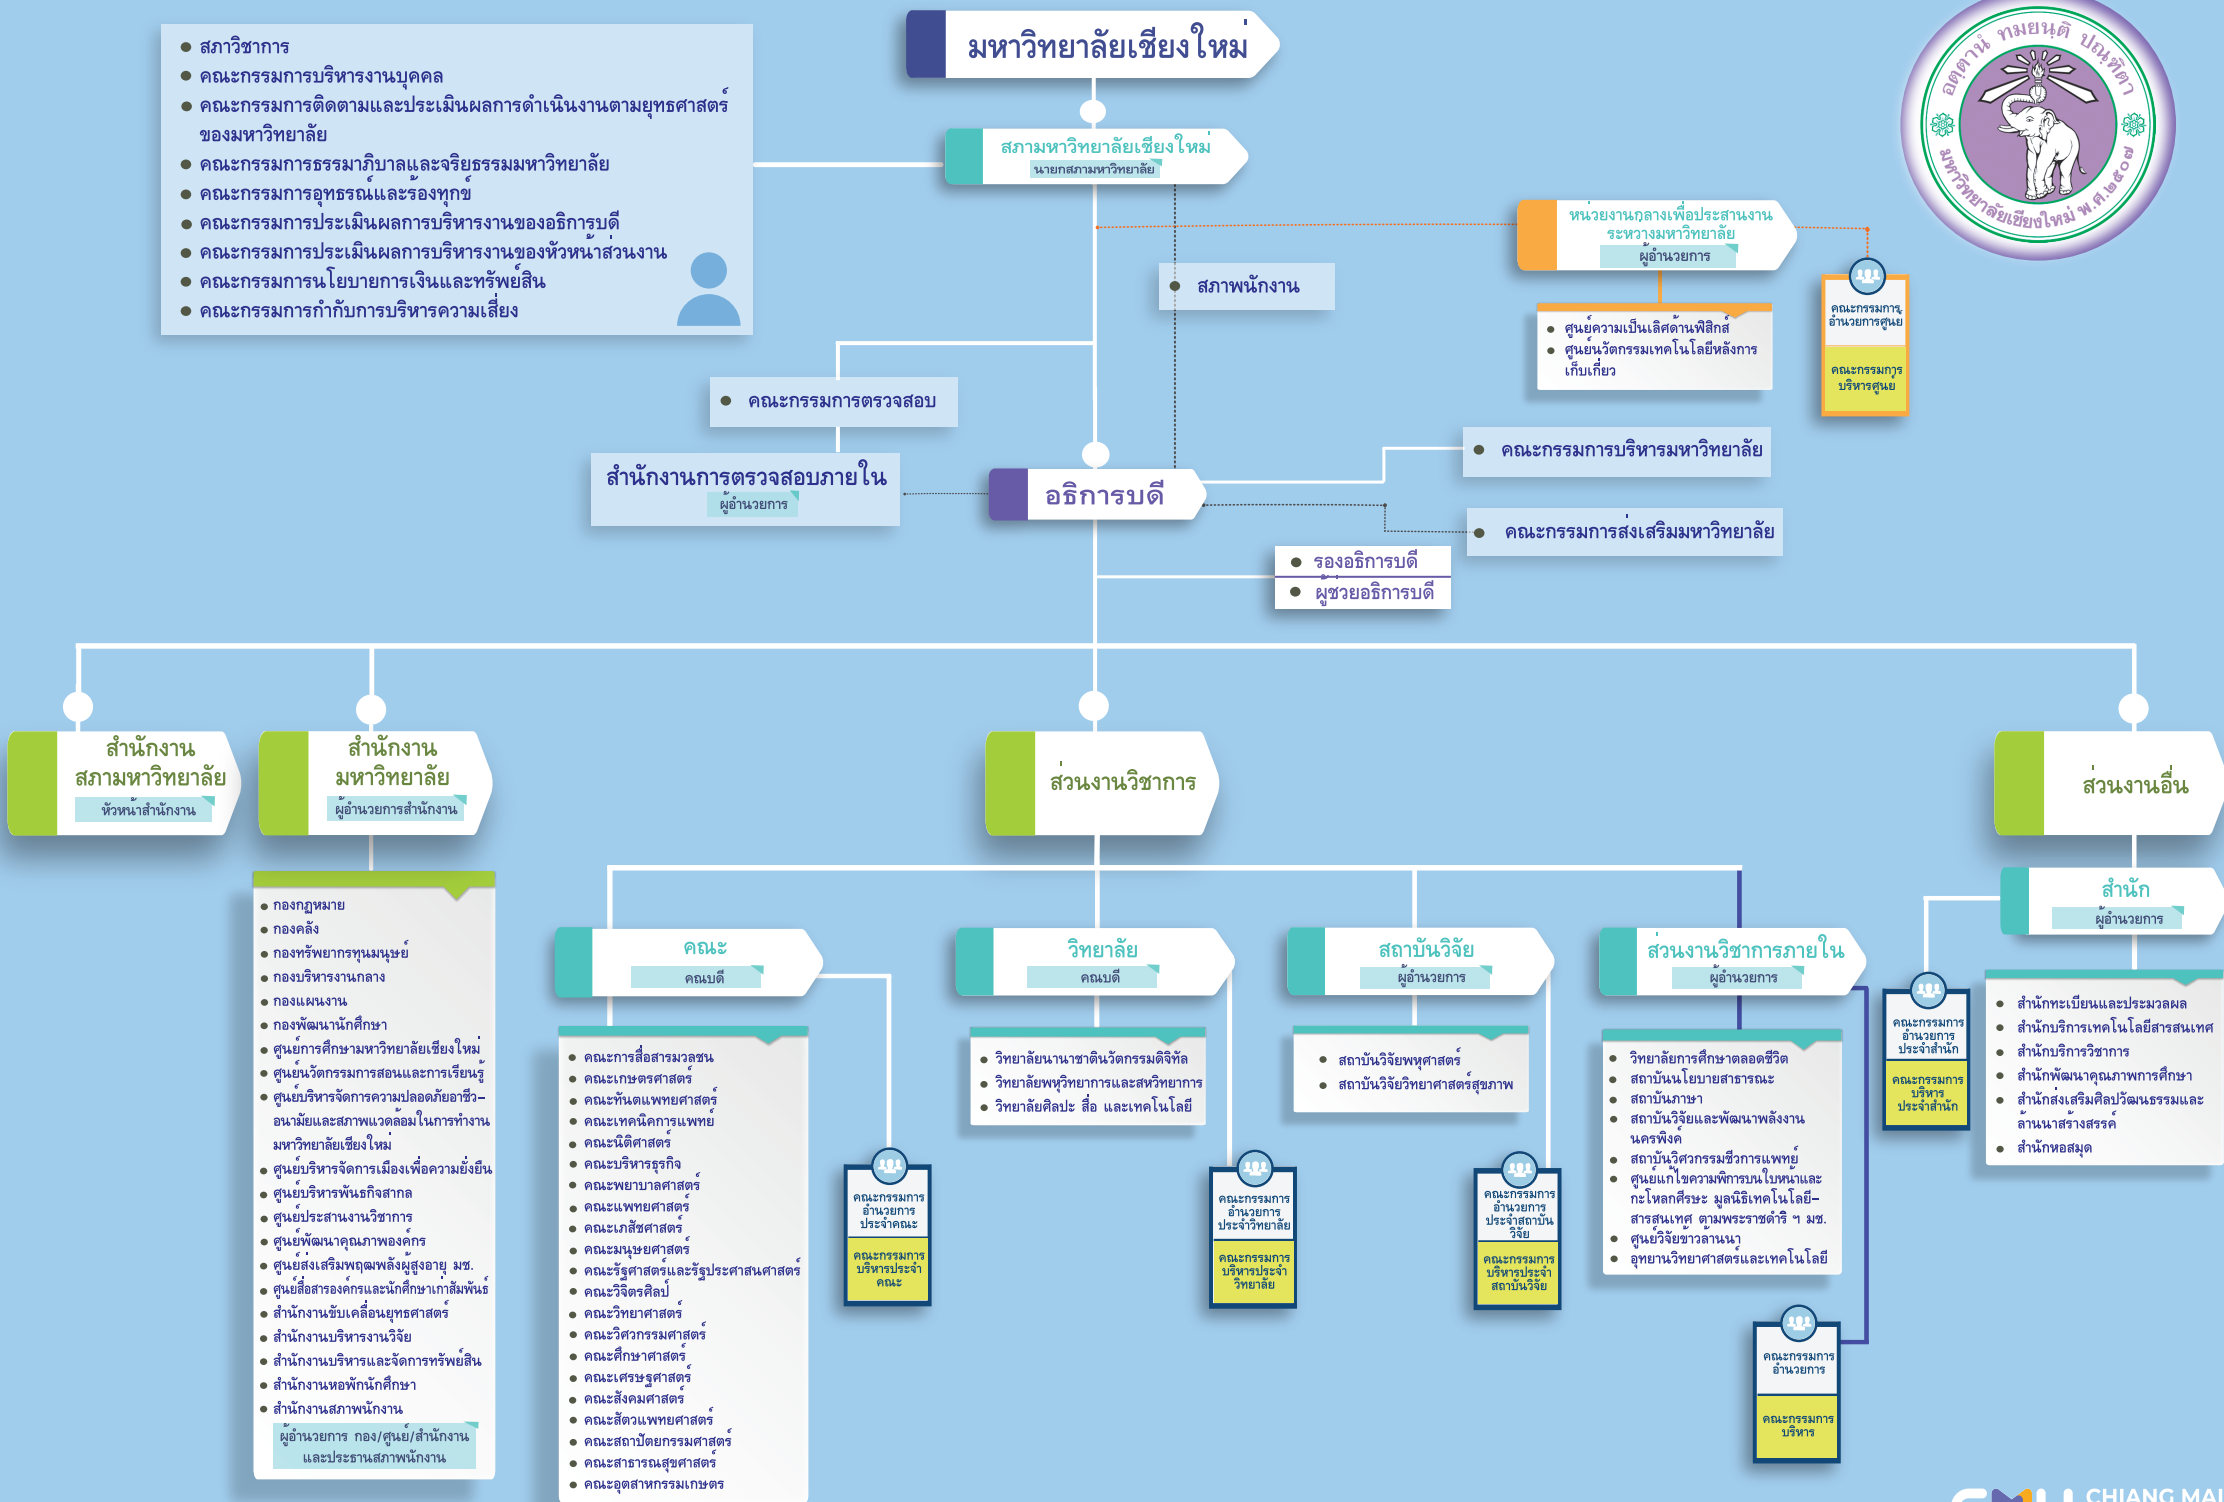 มหาวิทยาลัยเชียงใหม่
อตฺตานํ ทมยนฺติ ปณฺฑิตา
มหาวิทยาลัยเชียงใหม่ พ.ศ.๒๕๐๗
สภาวิชาการ
คณะกรรมการบริหารงานบุคคล
คณะกรรมการติดตามและประเมินผลการดำเนินงานตามยุทธศาสตร์
ของมหาวิทยาลัย
คณะกรรมการธรรมาภิบาลและจริยธรรมมหาวิทยาลัย
คณะกรรมการอุทธรณ์และร้องทุกข์
คณะกรรมการประเมินผลการบริหารงานของอธิการบดี
คณะกรรมการประเมินผลการบริหารงานของหัวหน้าส่วนงาน
คณะกรรมการนโยบายการเงินและทรัพย์สิน
คณะกรรมการกำกับการบริหารความเสี่ยง
สภามหาวิทยาลัยเชียงใหม่
นายกสภามหาวิทยาลัย
หน่วยงานกลางเพื่อประสานงาน
ระหว่างมหาวิทยาลัย
ผู้อำนวยการ
ศูนย์ความเป็นเลิศด้านฟิสิกส์
ศูนย์นวัตกรรมเทคโนโลยีหลังการ
เก็บเกี่ยว
คณะกรรมการ
อำนวยการศูนย์
คณะกรรมการ
บริหารศูนย์
สภาพนักงาน
คณะกรรมการตรวจสอบ
สำนักงานการตรวจสอบภายใน
ผู้อำนวยการ
อธิการบดี
คณะกรรมการบริหารมหาวิทยาลัย
คณะกรรมการส่งเสริมมหาวิทยาลัย
รองอธิการบดี
ผู้ช่วยอธิการบดี
สำนักงาน
สภามหาวิทยาลัย
หัวหน้าสำนักงาน
สำนักงาน
มหาวิทยาลัย
ผู้อำนวยการสำนักงาน
กองกฎหมาย
กองคลัง
กองทรัพยากรทุนมนุษย์
กองบริหารงานกลาง
กองแผนงาน
กองพัฒนานักศึกษา
ศูนย์การศึกษามหาวิทยาลัยเชียงใหม่
ศูนย์นวัตกรรมการสอนและการเรียนรู้
ศูนย์บริหารจัดการความปลอดภัยอาชีว-
อนามัยและสภาพแวดล้อมในการทำงาน
มหาวิทยาลัยเชียงใหม่
ศูนย์บริหารจัดการเมืองเพื่อความยั่งยืน
ศูนย์บริหารพันธกิจสากล
ศูนย์ประสานงานวิชาการ
ศูนย์พัฒนาคุณภาพองค์กร
ศูนย์ส่งเสริมพฤฒพลังผู้สูงอายุ มช.
ศูนย์สื่อสารองค์กรและนักศึกษาเก่าสัมพันธ์
สำนักงานขับเคลื่อนยุทธศาสตร์
สำนักงานบริหารงานวิจัย
สำนักงานบริหารและจัดการทรัพย์สิน
สำนักงานหอพักนักศึกษา
สำนักงานสภาพนักงาน
ผู้อำนวยการ กอง/ศูนย์/สำนักงาน
และประธานสภาพนักงาน
ส่วนงานวิชาการ
คณะ
คณบดี
คณะการสื่อสารมวลชน
คณะเกษตรศาสตร์
คณะทันตแพทยศาสตร์
คณะเทคนิคการแพทย์
คณะนิติศาสตร์
คณะบริหารธุรกิจ
คณะพยาบาลศาสตร์
คณะแพทยศาสตร์
คณะเภสัชศาสตร์
คณะมนุษยศาสตร์
คณะรัฐศาสตร์และรัฐประศาสนศาสตร์
คณะวิจิตรศิลป์
คณะวิทยาศาสตร์
คณะวิศวกรรมศาสตร์
คณะศึกษาศาสตร์
คณะเศรษฐศาสตร์
คณะสังคมศาสตร์
คณะสัตวแพทยศาสตร์
คณะสถาปัตยกรรมศาสตร์
คณะสาธารณสุขศาสตร์
คณะอุตสาหกรรมเกษตร
คณะกรรมการ
อำนวยการ
ประจำคณะ
คณะกรรมการ
บริหารประจำ
คณะ
วิทยาลัย
คณบดี
วิทยาลัยนานาชาตินวัตกรรมดิจิทัล
วิทยาลัยพหุวิทยาการและสหวิทยาการ
วิทยาลัยศิลปะ สื่อ และเทคโนโลยี
คณะกรรมการ
อำนวยการ
ประจำวิทยาลัย
คณะกรรมการ
บริหารประจำ
วิทยาลัย
สถาบันวิจัย
ผู้อำนวยการ
สถาบันวิจัยพหุศาสตร์
สถาบันวิจัยวิทยาศาสตร์สุขภาพ
คณะกรรมการ
อำนวยการ
ประจำสถาบัน
วิจัย
คณะกรรมการ
บริหารประจำ
สถาบันวิจัย
ส่วนงานวิชาการภายใน
ผู้อำนวยการ
วิทยาลัยการศึกษาตลอดชีวิต
สถาบันนโยบายสาธารณะ
สถาบันภาษา
สถาบันวิจัยและพัฒนาพลังงาน
นครพิงค์
สถาบันวิศวกรรมชีวการแพทย์
ศูนย์แก้ไขความพิการบนใบหน้าและ
กะโหลกศีรษะ มูลนิธิเทคโนโลยี-
สารสนเทศ ตามพระราชดำริ ฯ มช.
ศูนย์วิจัยข้าวล้านนา
อุทยานวิทยาศาสตร์และเทคโนโลยี
คณะกรรมการ
อำนวยการ
คณะกรรมการ
บริหาร
ส่วนงานอื่น
สำนัก
ผู้อำนวยการ
คณะกรรมการ
อำนวยการ
ประจำสำนัก
คณะกรรมการ
บริหาร
ประจำสำนัก
สำนักทะเบียนและประมวลผล
สำนักบริการเทคโนโลยีสารสนเทศ
สำนักบริการวิชาการ
สำนักพัฒนาคุณภาพการศึกษา
สำนักส่งเสริมศิลปวัฒนธรรมและ
ล้านนาสร้างสรรค์
สำนักหอสมุด
CMU CHIANG MAI